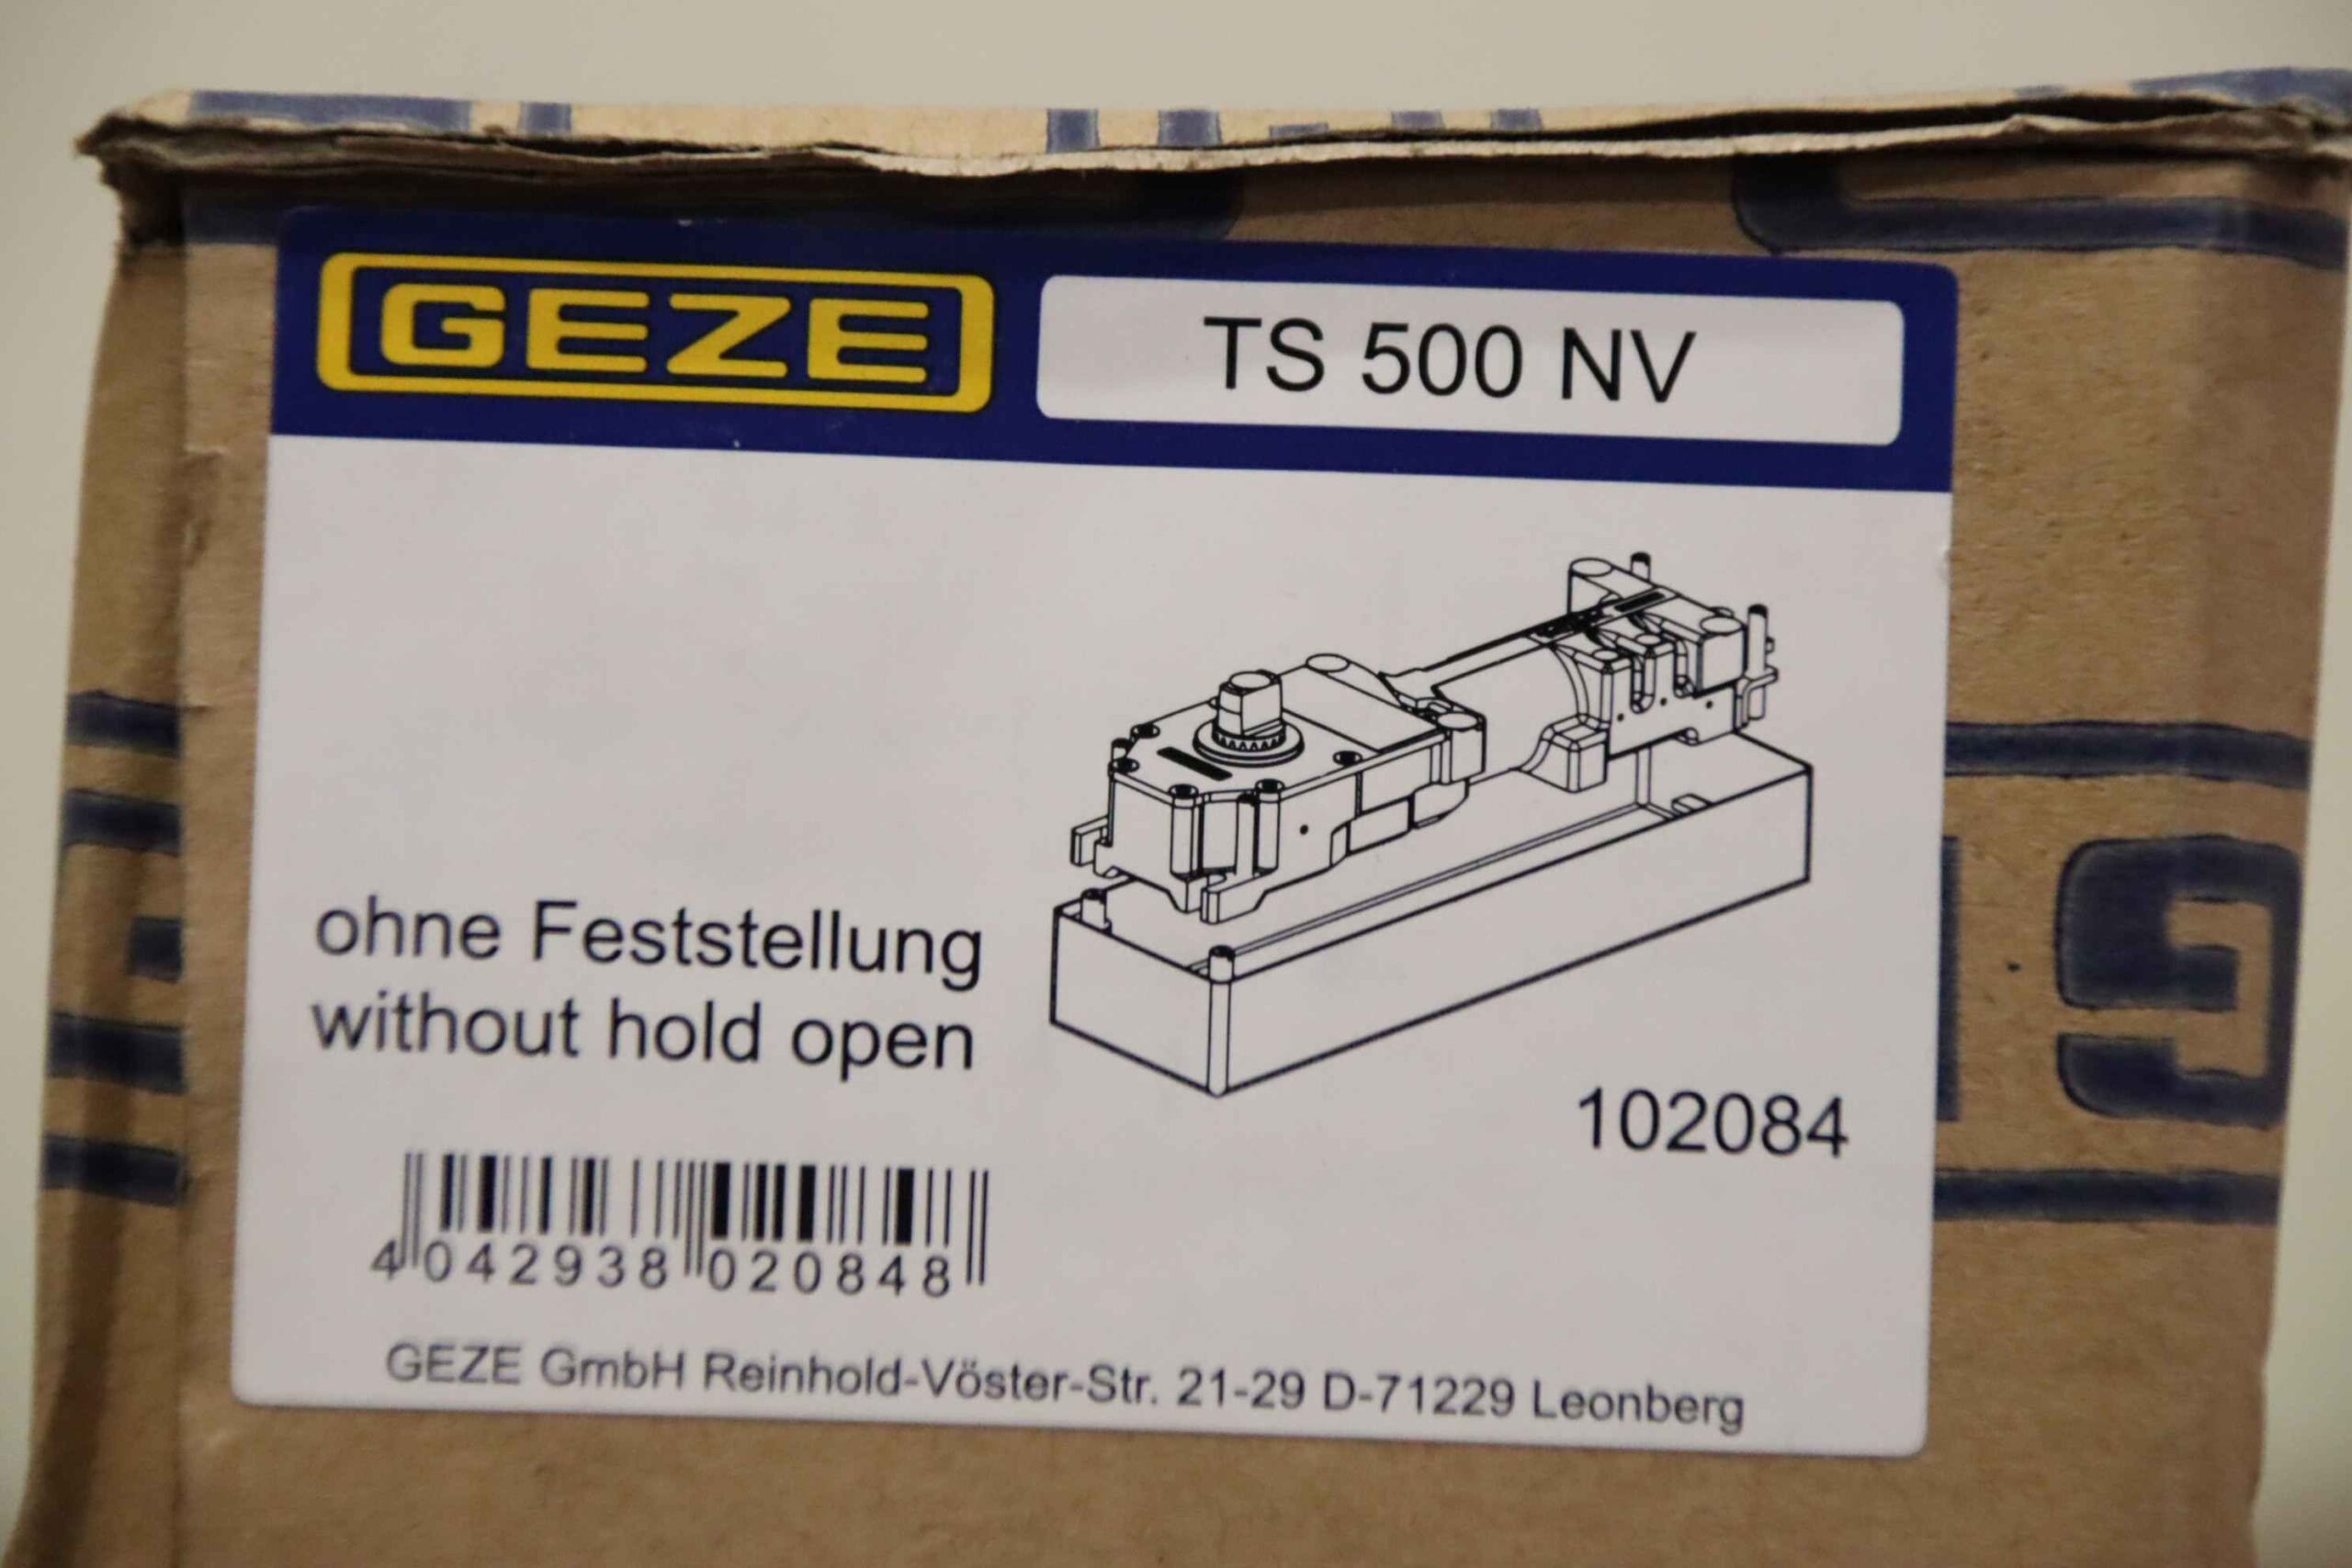 GEZE
TS 500 NV
ohne Feststellung
without hold open
102084
4 042938 020848
GEZE GmbH Reinhold-Vöster-Str. 21-29 D-71229 Leonberg